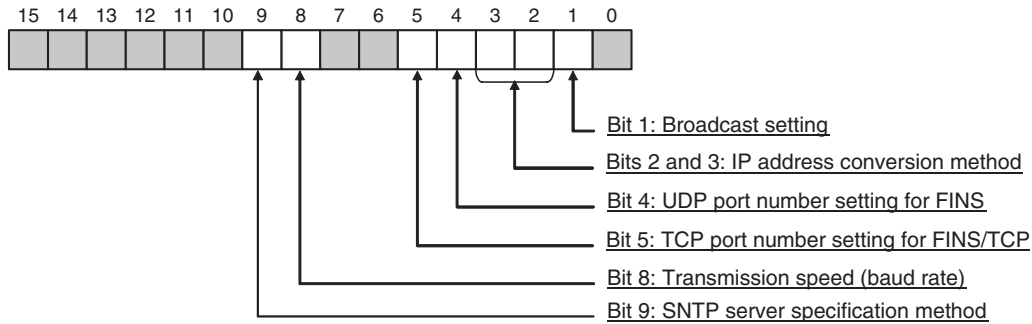 15 14 13 12 11 10 9 8 7 6 5 4 3 2 1 0
Bit 1: Broadcast setting
Bits 2 and 3: IP address conversion method
Bit 4: UDP port number setting for FINS
Bit 5: TCP port number setting for FINS/TCP
Bit 8: Transmission speed (baud rate)
Bit 9: SNTP server specification method